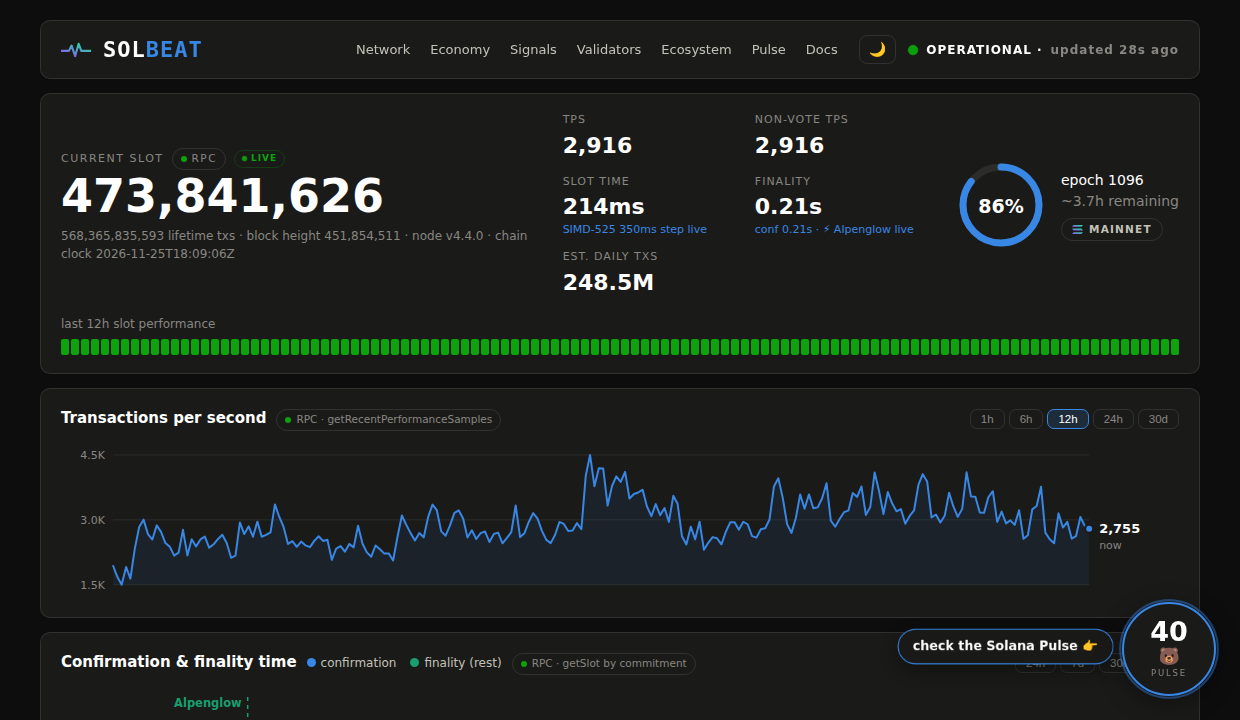 SOLBEAT
Network Economy Signals Validators Ecosystem Pulse Docs 🌙 OPERATIONAL · updated 28s ago
CURRENT SLOT RPC LIVE
473,841,626
568,365,835,593 lifetime txs · block height 451,854,511 · node v4.4.0 · chain
clock 2026-11-25T18:09:06Z
TPS
2,916
NON-VOTE TPS
2,916
SLOT TIME
214ms
SIMD-525 350ms step live
FINALITY
0.21s
conf 0.21s · ⚡ Alpenglow live
EST. DAILY TXS
248.5M
86%
epoch 1096
~3.7h remaining
MAINNET
last 12h slot performance
Transactions per second RPC · getRecentPerformanceSamples
1h 6h 12h 24h 30d
4.5K
3.0K
1.5K
2,755
now
Confirmation & finality time confirmation finality (rest) RPC · getSlot by commitment
Alpenglow
check the Solana Pulse 👉
40
🐻
PULSE